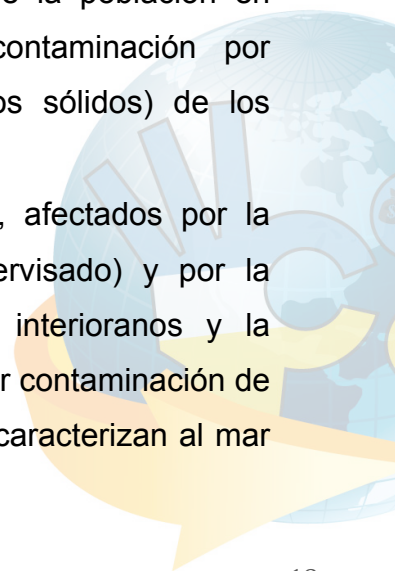 la población en
contaminación por
os sólidos) de los
, afectados por la
ervisado) y por la
interioranos y la
r contaminación de
caracterizan al mar